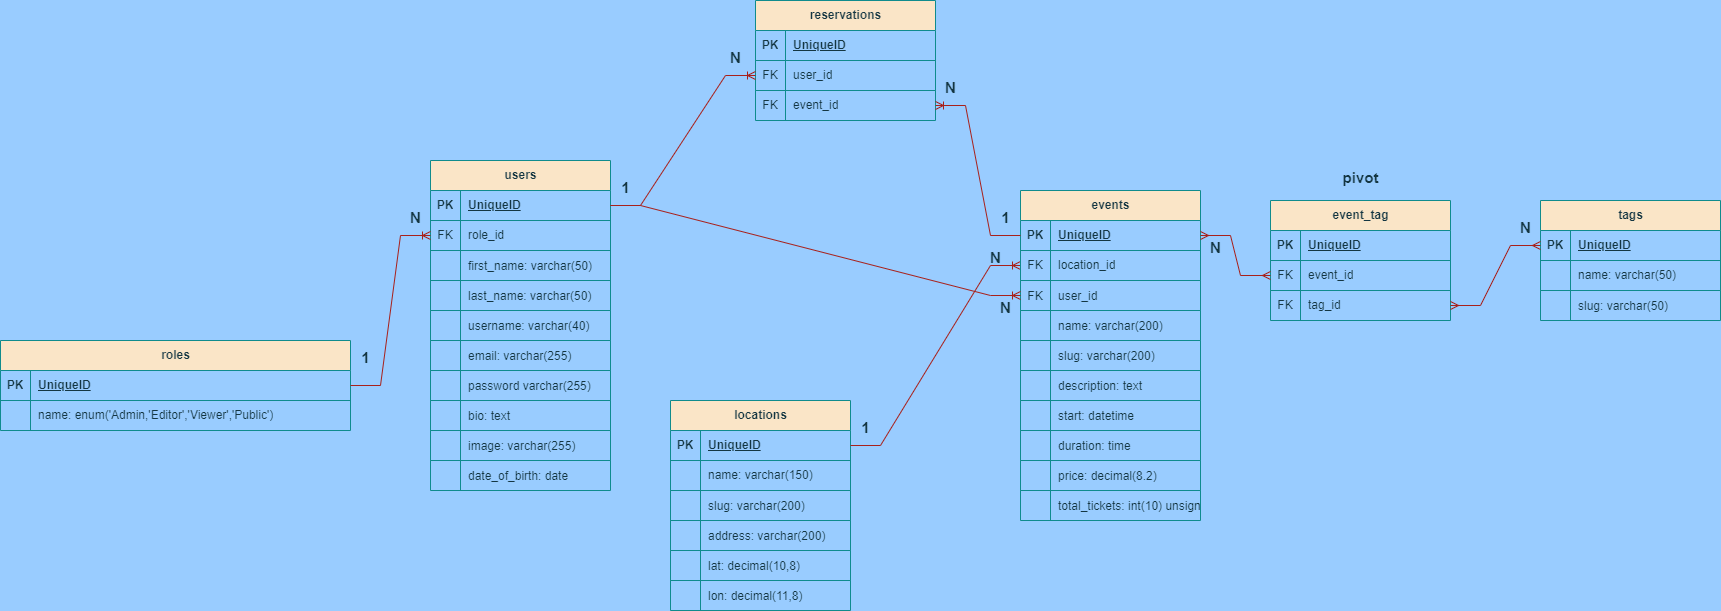 reservations
PK UniqueID
FK user_id
FK event_id
N
N
users
PK UniqueID
FK role_id
first_name: varchar(50)
last_name: varchar(50)
username: varchar(40)
email: varchar(255)
password varchar(255)
bio: text
image: varchar(255)
date_of_birth: date
1
N
roles
PK UniqueID
name: enum('Admin,'Editor','Viewer','Public')
1
locations
PK UniqueID
name: varchar(150)
slug: varchar(200)
address: varchar(200)
lat: decimal(10,8)
lon: decimal(11,8)
1
events
PK UniqueID
FK location_id
FK user_id
name: varchar(200)
slug: varchar(200)
description: text
start: datetime
duration: time
price: decimal(8.2)
total_tickets: int(10) unsign
1
N
N
N
pivot
event_tag
PK UniqueID
FK event_id
FK tag_id
N
tags
PK UniqueID
name: varchar(50)
slug: varchar(50)